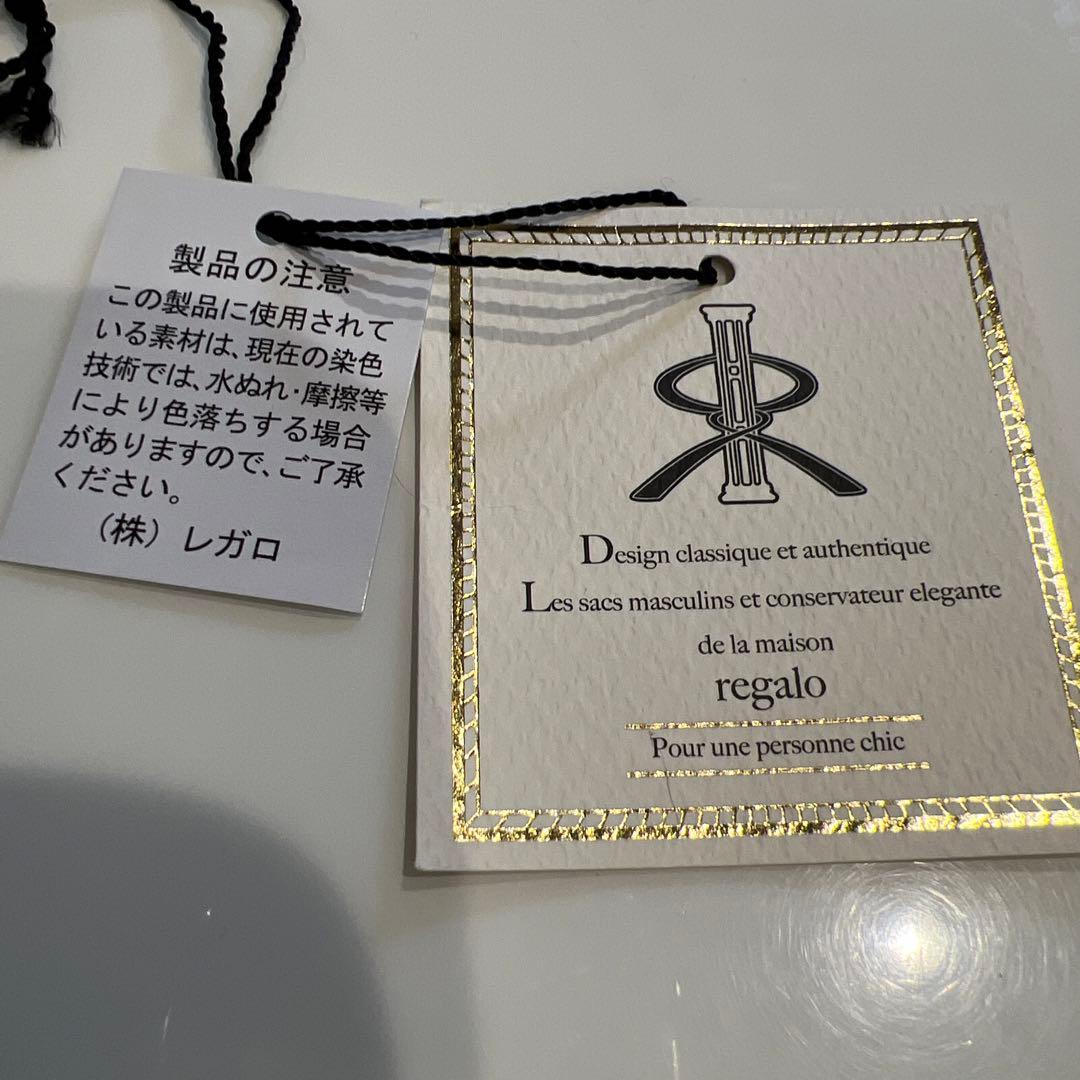 製品の注意
この製品に使用されて
いる素材は、現在の染色
技術では、水ぬれ・摩擦等
により色落ちする場合
がありますので、ご了承
ください。
（株）レガロ
Design classique et authentique
Les sacs masculins et conservateur elegante
de la maison
regalo
Pour une personne chic